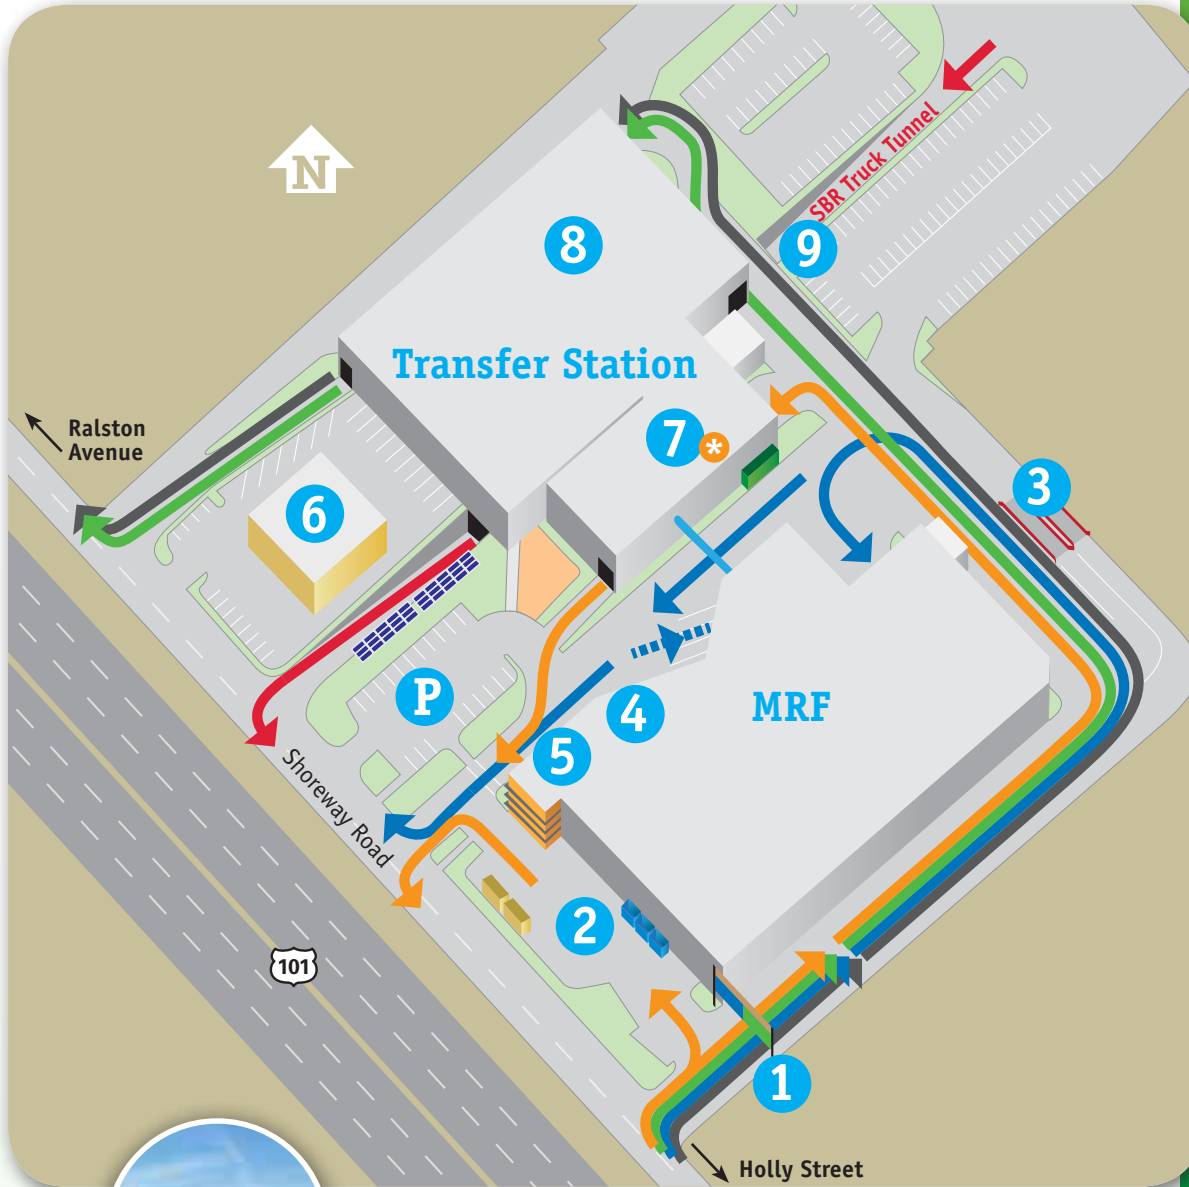 N
SBR Truck Tunnel
8
9
Transfer Station
7
*
Ralston
Avenue
3
6
P
4
MRF
5
Shoreway Road
2
101
1
Holly Street